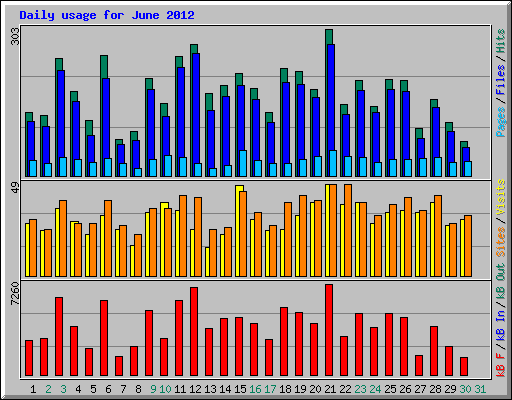 Daily usage for June 2012
303
49
7260
Pages / Files / Hits
Sites / Visits
kB F / kB In / kB Out
1 2 3 4 5 6 7 8 9 10 11 12 13 14 15 16 17 18 19 20 21 22 23 24 25 26 27 28 29 30 31